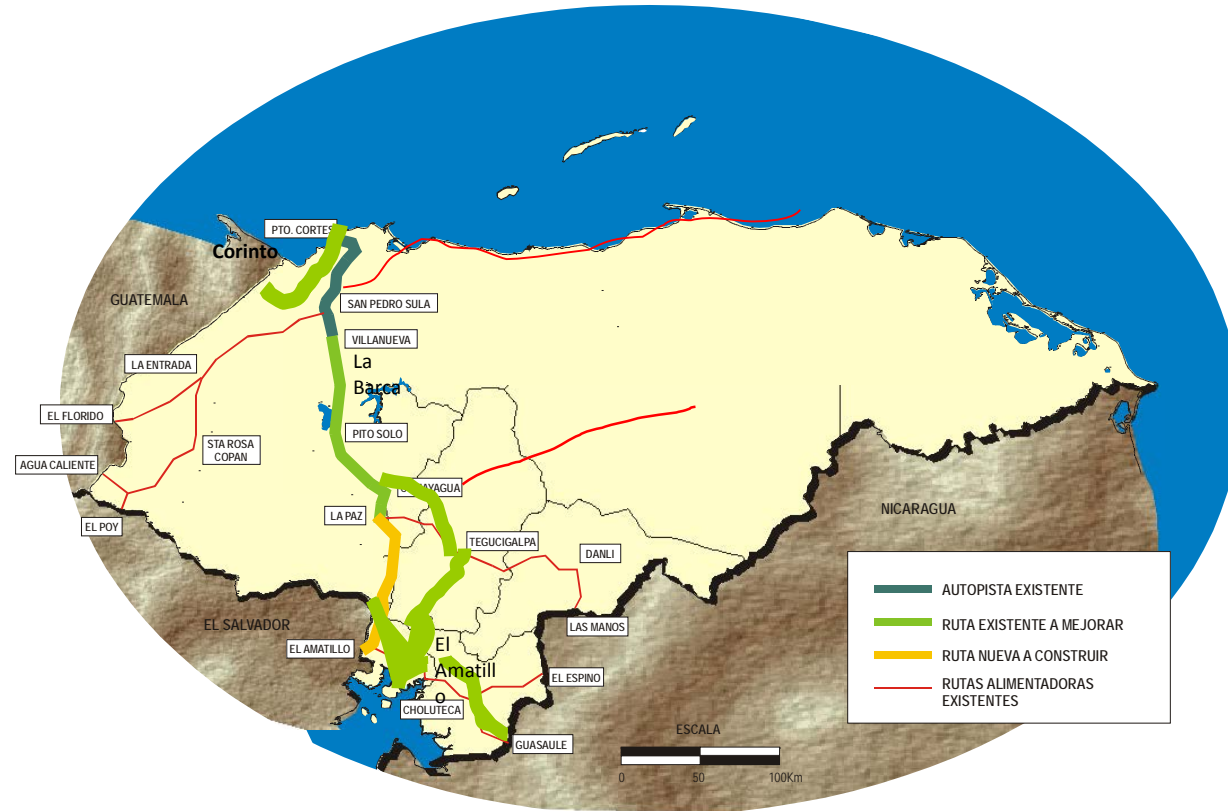 PTO. CORTES
Corinto
GUATEMALA
SAN PEDRO SULA
VILLANUEVA
La
Barca
LA ENTRADA
EL FLORIDO
PITO SOLO
STA ROSA
COPAN
AGUA CALIENTE
AYAGUA
LA PAZ
EL POY
NICARAGUA
TEGUCIGALPA
DANLI
EL SALVADOR
LAS MANOS
EL AMATILLO
El
Amatill
o
EL ESPINO
CHOLUTECA
GUASAULE
ESCALA
0 50 100Km
AUTOPISTA EXISTENTE
RUTA EXISTENTE A MEJORAR
RUTA NUEVA A CONSTRUIR
RUTAS ALIMENTADORAS
EXISTENTES